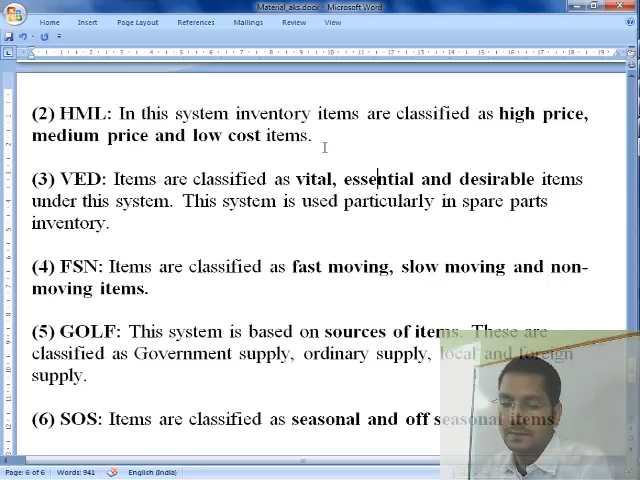 Material_aks.docx - Microsoft Word
Home Insert Page Layout References Mailings Review View
(2) HML: In this system inventory items are classified as high price,
medium price and low cost items.
(3) VED: Items are classified as vital, essential and desirable items
under this system. This system is used particularly in spare parts
inventory.
(4) FSN: Items are classified as fast moving, slow moving and non-
moving items.
(5) GOLF: This system is based on sources of items. These are
classified as Government supply, ordinary supply, local and foreign
supply.
(6) SOS: Items are classified as seasonal and off seasonal items.
Page: 6 of 6 Words: 941 English (India)